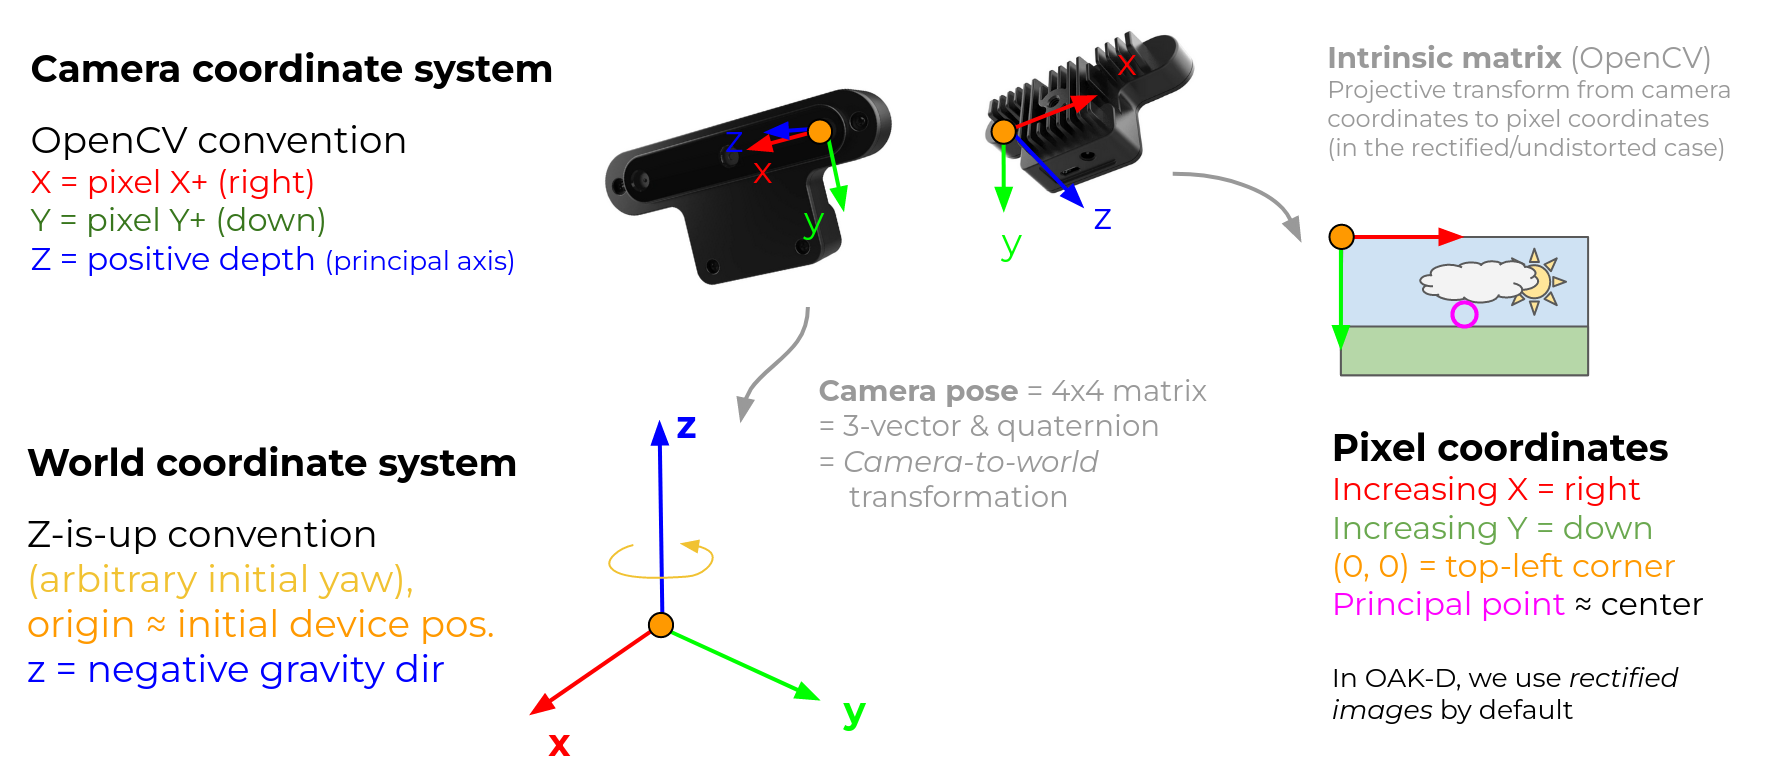 Camera coordinate system
OpenCV convention
X = pixel X+ (right)
Y = pixel Y+ (down)
Z = positive depth (principal axis)
z
x
y
x
z
y
Intrinsic matrix (OpenCV)
Projective transform from camera
coordinates to pixel coordinates
(in the rectified/undistorted case)
Camera pose = 4x4 matrix
= 3-vector & quaternion
= Camera-to-world
transformation
World coordinate system
Z-is-up convention
(arbitrary initial yaw),
origin ≈ initial device pos.
z = negative gravity dir
z
x
y
Pixel coordinates
Increasing X = right
Increasing Y = down
(0, 0) = top-left corner
Principal point ≈ center
In OAK-D, we use rectified
images by default